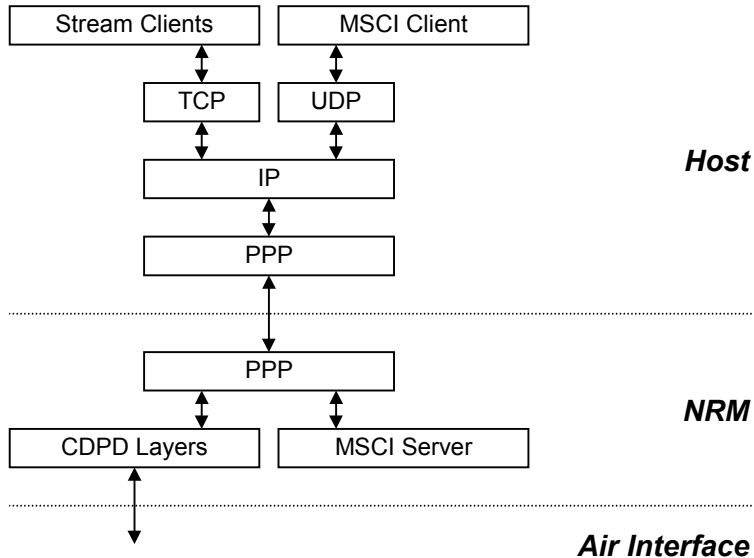 Stream Clients
MSCI Client
TCP
UDP
Host
IP
PPP
PPP
NRM
CDPD Layers
MSCI Server
Air Interface